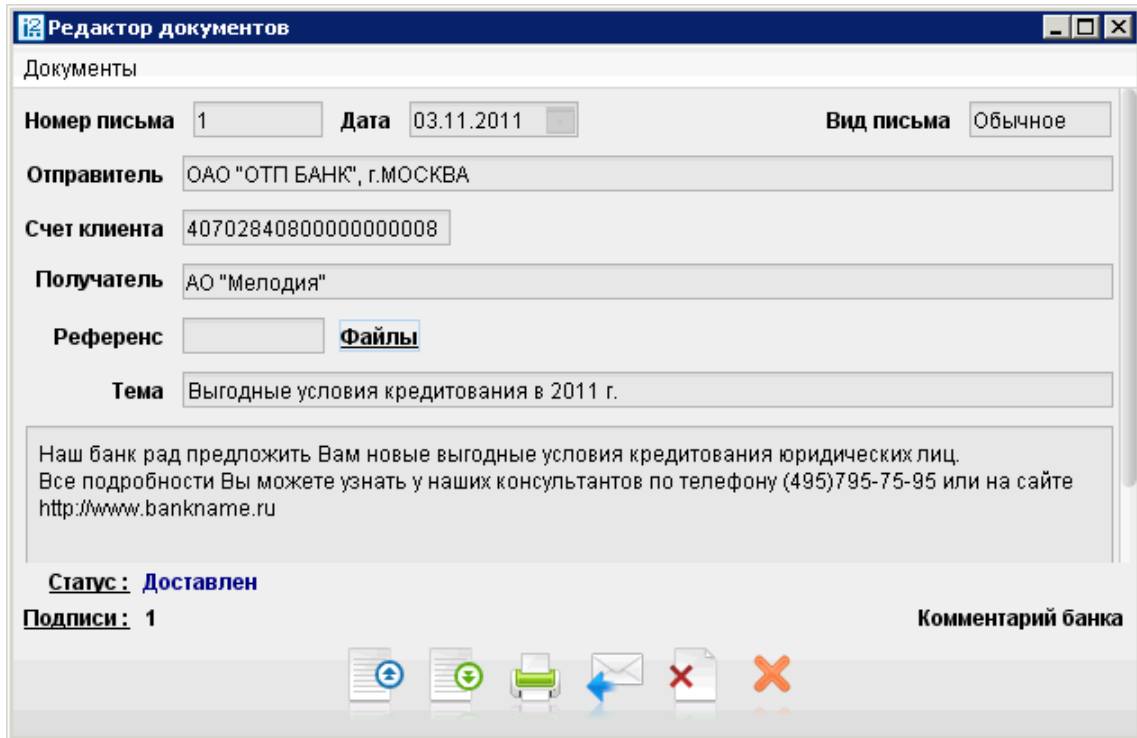 Редактор документов
Документы
Номер письма 1 Дата 03.11.2011 Вид письма Обычное
Отправитель ОАО "ОТП БАНК", г.МОСКВА
Счет клиента 40702840800000000008
Получатель АО "Мелодия"
Референс Файлы
Тема Выгодные условия кредитования в 2011 г.
Наш банк рад предложить Вам новые выгодные условия кредитования юридических лиц.
Все подробности Вы можете узнать у наших консультантов по телефону (495)795-75-95 или на сайте
http://www.bankname.ru
Статус : Доставлен
Подписи : 1 Комментарий банка